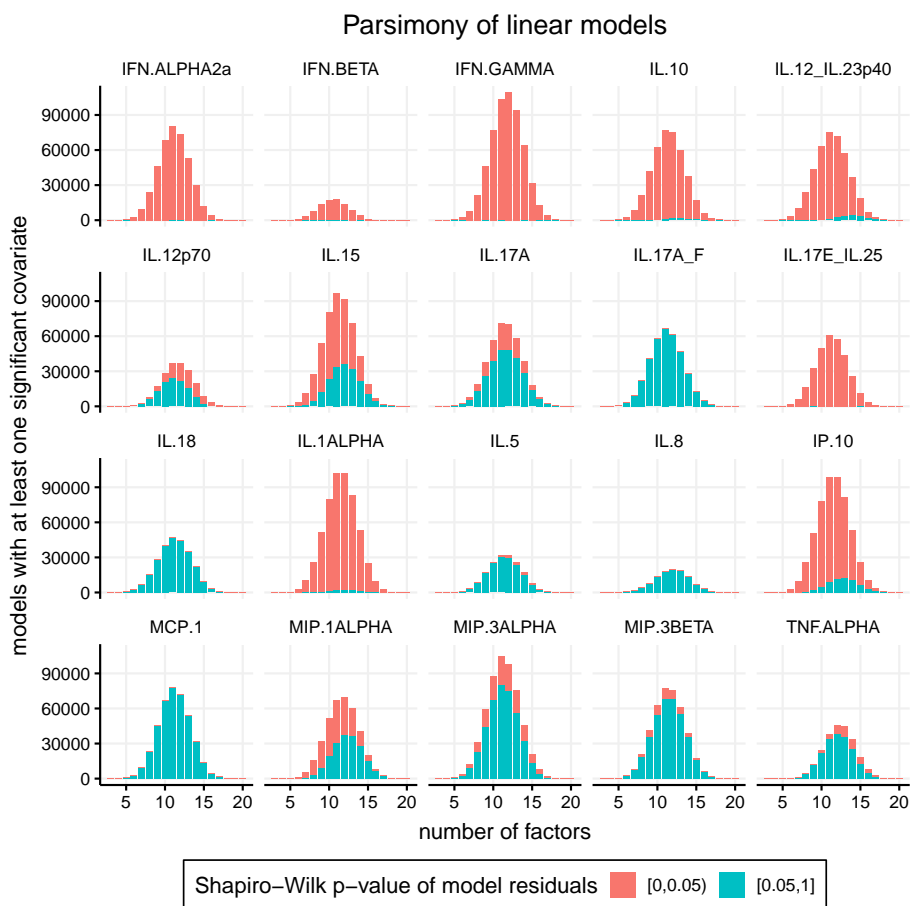 Parsimony of linear models
IFN.ALPHA2a IFN.BETA IFN.GAMMA IL.10 IL.12_IL.23p40
90000
60000
30000
0
IL.12p70 IL.15 IL.17A IL.17A_F IL.17E_IL.25
90000
60000
30000
0
IL.18 IL.1ALPHA IL.5 IL.8 IP.10
90000
60000
30000
0
MCP.1 MIP.1ALPHA MIP.3ALPHA MIP.3BETA TNF.ALPHA
90000
60000
30000
0
5 10 15 20 5 10 15 20 5 10 15 20 5 10 15 20 5 10 15 20
models with at least one significant covariate
number of factors
Shapiro−Wilk p−value of model residuals [0,0.05) [0.05,1]